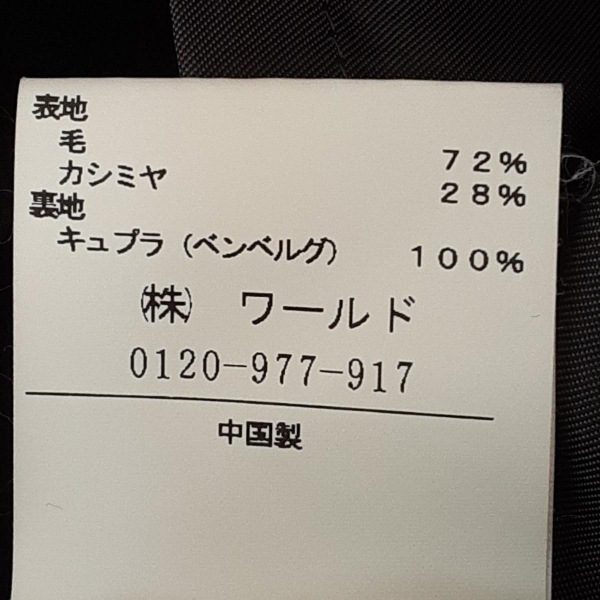 表地
毛 72%
カシミヤ 28%
裏地
キュプラ(ベンベルグ) 100%
㈱ ワールド
0120-977-917
中国製